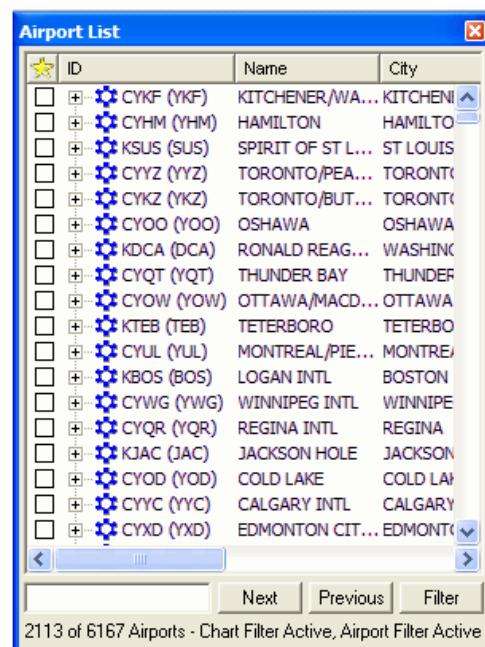 Airport List
ID Name City
CYKF (YKF) KITCHENER/WA... KITCHEN
CYHM (YHM) HAMILTON HAMILTO
KSUS (SUS) SPIRIT OF ST L... ST LOUIS
CYYZ (YYZ) TORONTO/PEA... TORONT
CYKZ (YKZ) TORONTO/BUT... TORONT
CYOO (YOO) OSHAWA OSHAWA
KDCA (DCA) RONALD REAG... WASHING
CYQT (YQT) THUNDER BAY THUNDER
CYOW (YOW) OTTAWA/MACD... OTTAWA
KTEB (TEB) TETERBORO TETERBO
CYUL (YUL) MONTREAL/PIE... MONTRE
KBOS (BOS) LOGAN INTL BOSTON
CYWG (YWG) WINNIPEG INTL WINNIPE
CYQR (YQR) REGINA INTL REGINA
KJAC (JAC) JACKSON HOLE JACKSON
CYOD (YOD) COLD LAKE COLD LA
CYYC (YYC) CALGARY INTL CALGARY
CYXD (YXD) EDMONTON CIT... EDMONT
Next Previous Filter
2113 of 6167 Airports - Chart Filter Active, Airport Filter Active